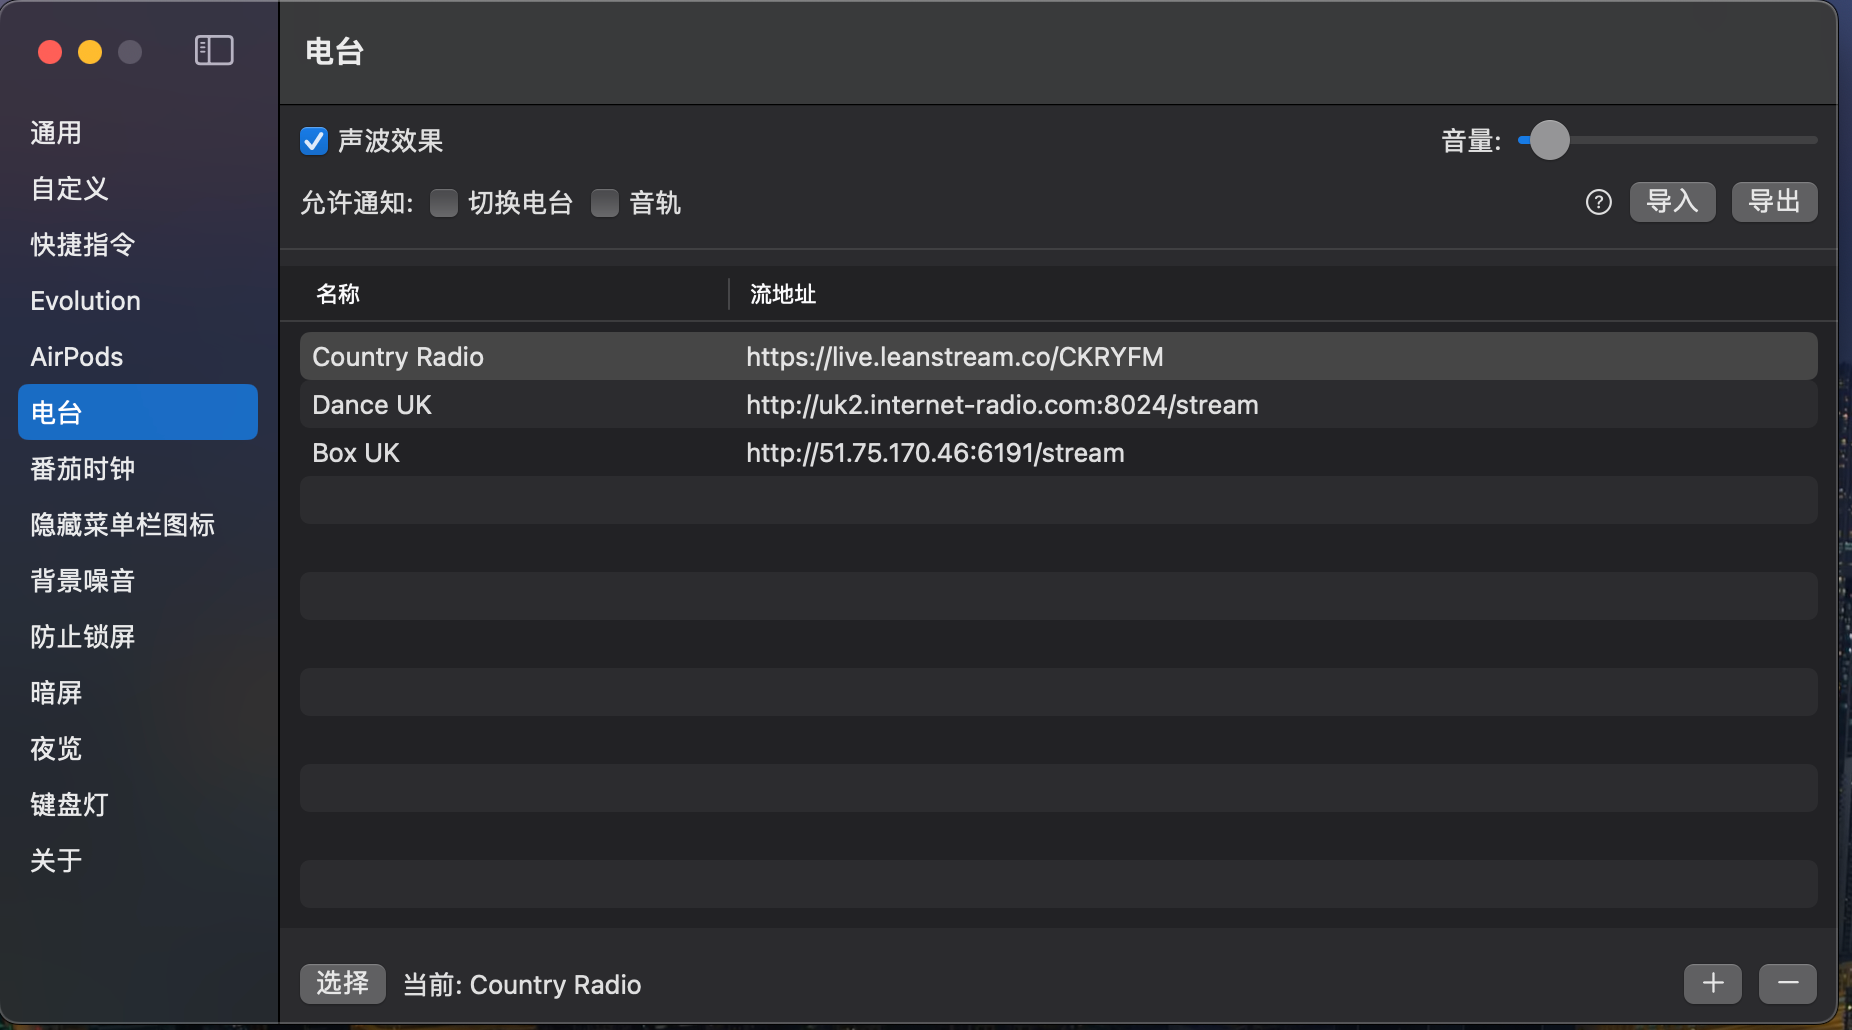 电台
通用
自定义
快捷指令
Evolution
AirPods
电台
番茄时钟
隐藏菜单栏图标
背景噪音
防止锁屏
暗屏
夜览
键盘灯
关于
声波效果 音量:
允许通知: 切换电台 音轨 ? 导入 导出
名称 流地址
Country Radio https://live.leanstream.co/CKRYFM
Dance UK http://uk2.internet-radio.com:8024/stream
Box UK http://51.75.170.46:6191/stream
选择 当前: Country Radio + −